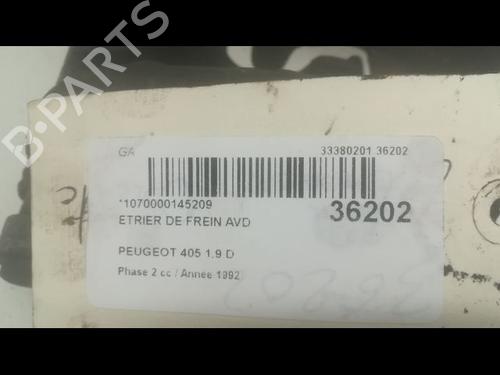 B-PARTS
GA 33380201 36202
*1070000145209 36202
ETRIER DE FREIN AVD
PEUGEOT 405 1.9 D
Phase 2 cc / Année 1992